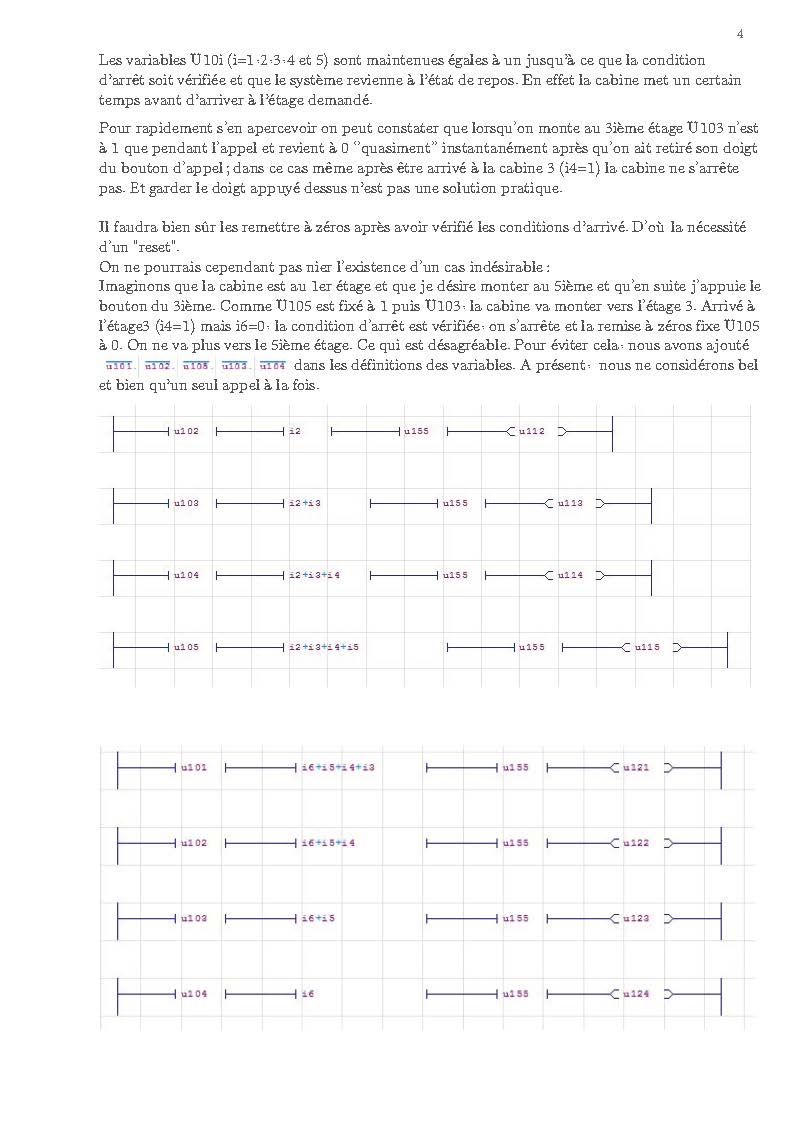 4
Les variables U10i (i=1,2,3,4 et 5) sont maintenues égales à un jusqu'à ce que la condition
d'arrêt soit vérifiée et que le système revienne à l'état de repos. En effet la cabine met un certain
temps avant d'arriver à l'étage demandé.
Pour rapidement s'en apercevoir on peut constater que lorsqu'on monte au 3ième étage U103 n'est
à 1 que pendant l'appel et revient à 0 "quasiment" instantanément après qu'on ait retiré son doigt
du bouton d'appel ; dans ce cas même après être arrivé à la cabine 3 (i4=1) la cabine ne s'arrête
pas. Et garder le doigt appuyé dessus n'est pas une solution pratique.
Il faudra bien sûr les remettre à zéros après avoir vérifié les conditions d'arrivé. D'où la nécessité
d'un "reset".
On ne pourrais cependant pas nier l'existence d'un cas indésirable :
Imaginons que la cabine est au 1er étage et que je désire monter au 5ième et qu'en suite j'appuie le
bouton du 3ième. Comme U105 est fixé à 1 puis U103, la cabine va monter vers l'étage 3. Arrivé à
l'étage3 (i4=1) mais i6=0, la condition d'arrêt est vérifiée, on s'arrête et la remise à zéros fixe U105
à 0. On ne va plus vers le 5ième étage. Ce qui est désagréable. Pour éviter cela, nous avons ajouté
u101. u102. u105. u103. u104 dans les définitions des variables. A présent, nous ne considérons bel
et bien qu'un seul appel à la fois.
u102 i2 u155 u112
u103 i2+i3 u155 u113
u104 i2+i3+i4 u155 u114
u105 i2+i3+i4+i5 u155 u115
u101 i6+i5+i4+i3 u155 u121
u102 i6+i5+i4 u155 u122
u103 i6+i5 u155 u123
u104 i6 u155 u124